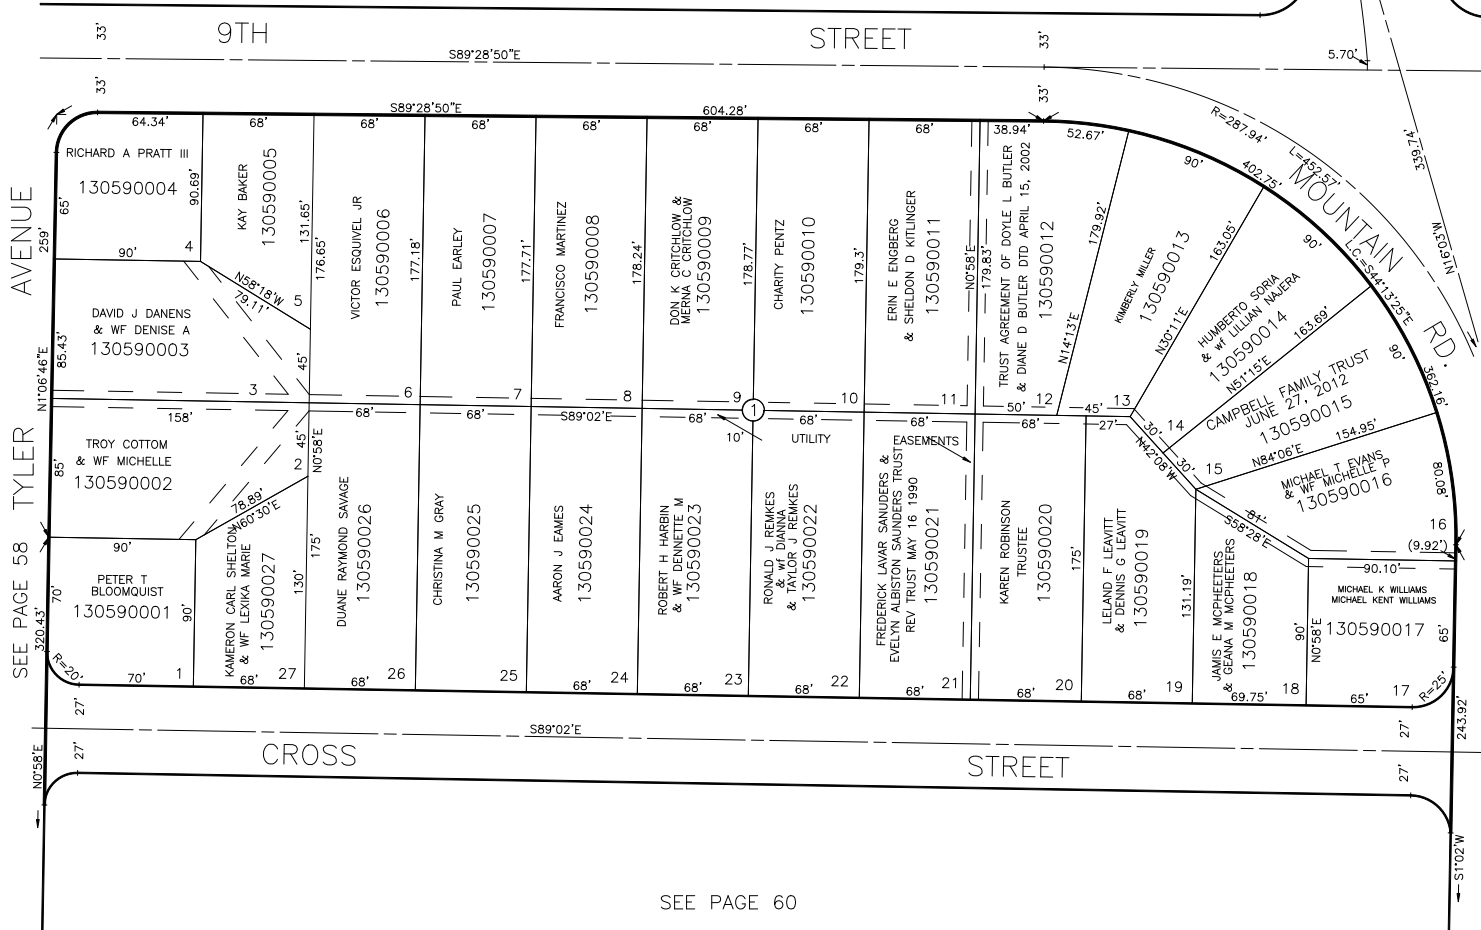 9TH STREET
33'
33'
33'
33'
S89°28'50"E
5.70'
S89°28'50"E
604.28'
64.34'
68'
68'
68'
68'
68'
68'
68'
38.94'
52.67'
R=287.94'
L=452.57'
402.75'
339.74'
N16°03'W
MOUNTAIN RD.
L.C.=S44°13'25"E
362.16'
AVENUE
TYLER
SEE PAGE 58
259'
N1°06'46"E
320.43'
N0°58'E
RICHARD A PRATT III
130590004
65'
90.69'
90'
4
KAY BAKER
130590005
131.65'
176.65'
N58°18'W
79.11'
5
45'
DAVID J DANENS
& WF DENISE A
130590003
85.43'
158'
3
VICTOR ESQUIVEL JR
130590006
177.18'
6
PAUL EARLEY
130590007
177.71'
7
FRANCISCO MARTINEZ
130590008
178.24'
8
DON K CRITCHLOW &
MERNA C CRITCHLOW
130590009
178.77'
9
CHARITY PENTZ
130590010
179.3'
10
ERIN E ENGBERG
& SHELDON D KITLINGER
130590011
N0°58'E
179.83'
11
TRUST AGREEMENT OF DOYLE L BUTLER
& DIANE D BUTLER DTD APRIL 15, 2002
130590012
N14°13'E
179.92'
50'
12
KIMBERLY MILLER
130590013
90'
N30°11'E
163.05'
45'
13
HUMBERTO SORIA
& wf LILLIAN NAJERA
130590014
90'
N51°15'E
163.69'
30'
14
CAMPBELL FAMILY TRUST
JUNE 27, 2012
130590015
90'
N84°06'E
154.95'
30'
N42°08'W
15
MICHAEL T EVANS
& WF MICHELLE P
130590016
80.08'
81'
S58°28'E
16
(9.92')
90.10'
TROY COTTOM
& WF MICHELLE
130590002
85'
45'
2
N0°58'E
78.89'
N60°30'E
68'
68'
S89°02'E
68'
1
10'
UTILITY EASEMENTS
68'
68'
68'
27'
PETER T
BLOOMQUIST
130590001
90'
70'
90'
R=20'
70'
1
KAMERON CARL SHELTON
& WF LEXIKA MARIE
130590027
130'
175'
68'
27
DUANE RAYMOND SAVAGE
130590026
68'
26
CHRISTINA M GRAY
130590025
25
AARON J EAMES
130590024
68'
24
ROBERT H HARBIN
& WF DENNETTE M
130590023
68'
23
RONALD J REMKES
& wf DIANNA
& TAYLOR J REMKES
130590022
68'
22
FREDERICK LAVAR SANUDERS &
EVELYN ALBISTON SAUNDERS TRUST
REV TRUST MAY 16 1990
130590021
68'
21
KAREN ROBINSON
TRUSTEE
130590020
175'
68'
20
LELAND F LEAVITT
& DENNIS G LEAVITT
130590019
131.19'
68'
19
JAMIS E MCPHEETERS
& GEANA M MCPHEETERS
130590018
90'
N0°58'E
69.75'
18
MICHAEL K WILLIAMS
MICHAEL KENT WILLIAMS
130590017
65'
65'
17
R=25'
27'
27'
S89°02'E
27'
27'
243.92'
S1°02'W
CROSS STREET
SEE PAGE 60